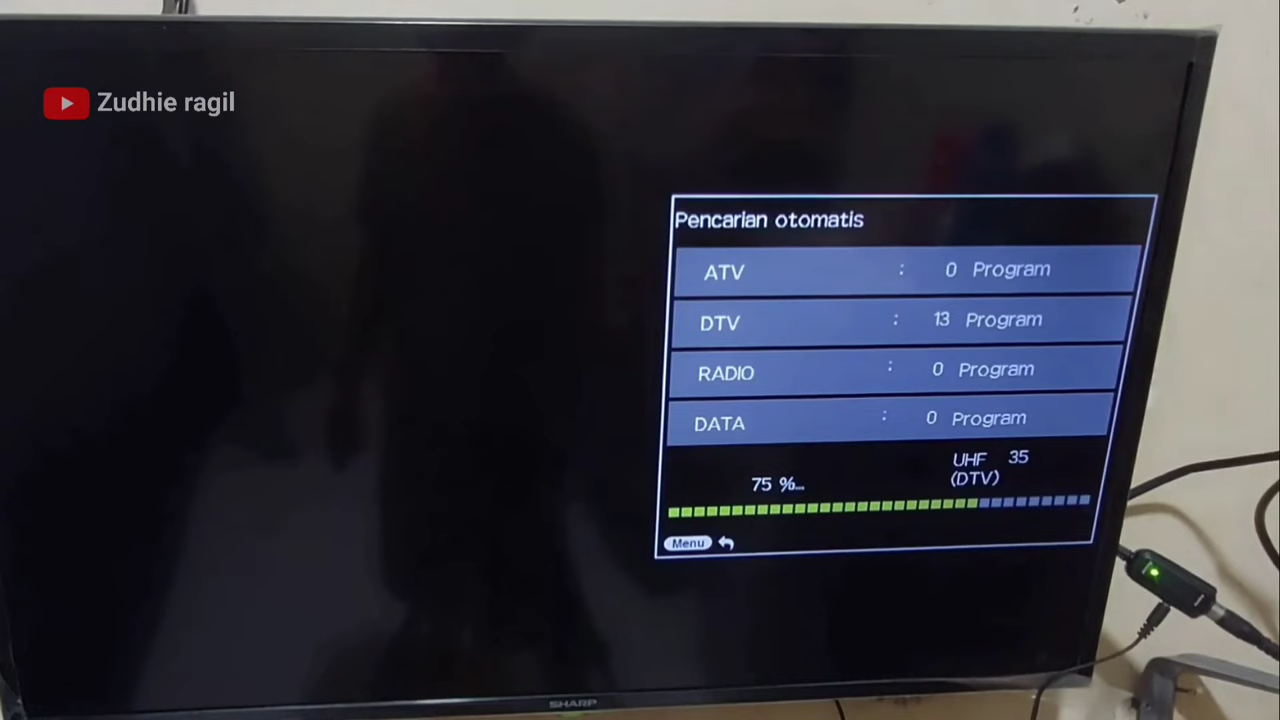 Zudhie ragil
Pencarian otomatis
ATV : 0 Program
DTV : 13 Program
RADIO : 0 Program
DATA : 0 Program
UHF 35
(DTV)
75 %...
Menu
SHARP